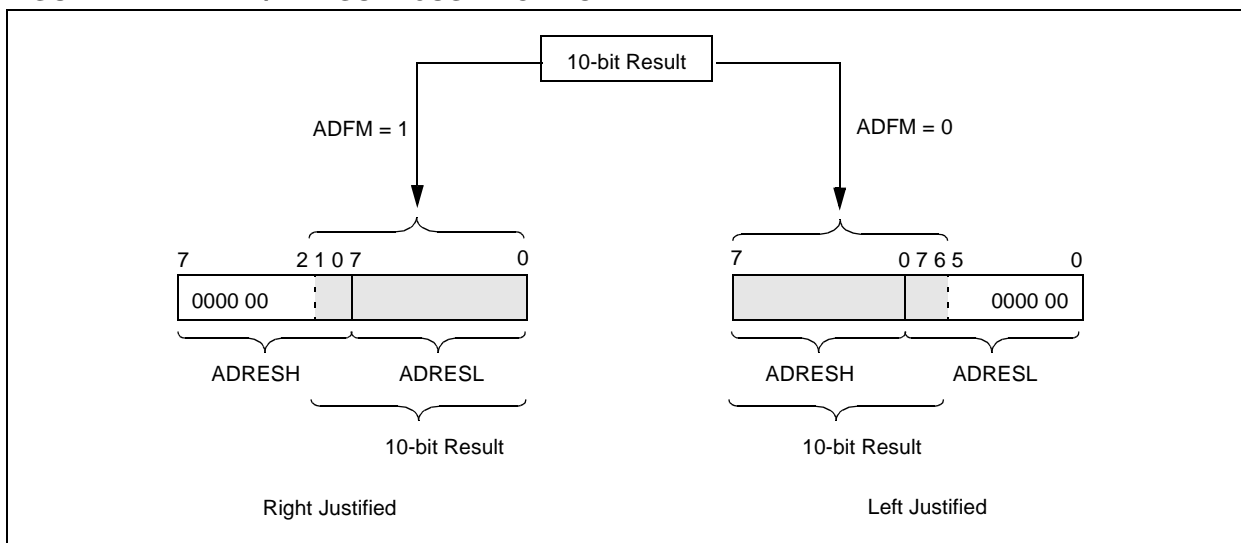 10-bit Result
ADFM = 1
ADFM = 0
7 2 1 0 7 0
7 0 7 6 5 0
0000 00
0000 00
ADRESH ADRESL
ADRESH ADRESL
10-bit Result
10-bit Result
Right Justified
Left Justified